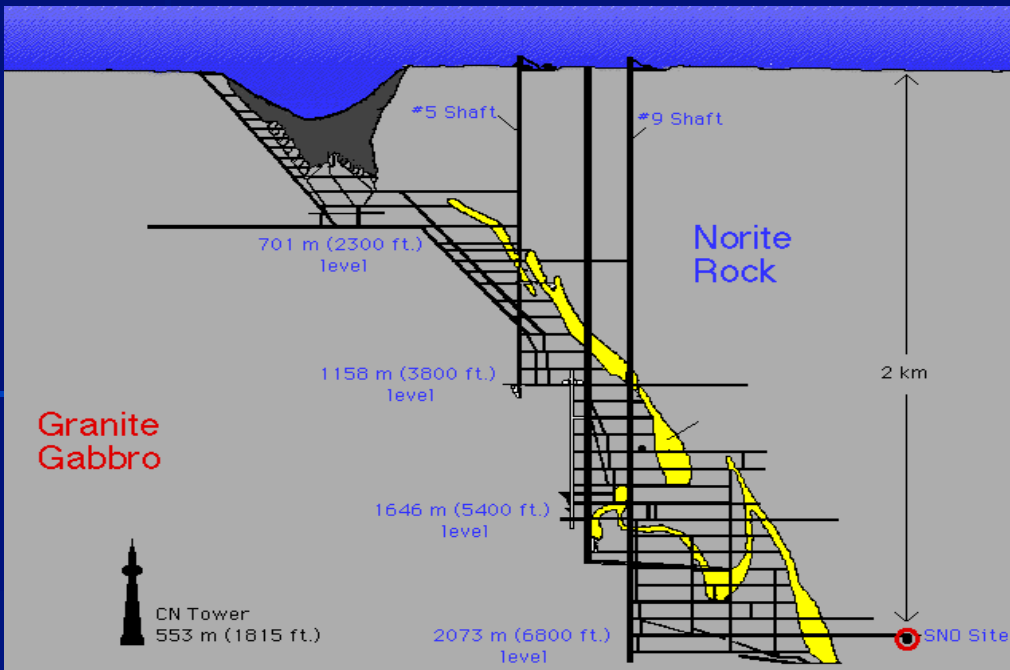 #5 Shaft
#9 Shaft
701 m (2300 ft.)
level
Norite
Rock
1158 m (3800 ft.)
level
2 km
Granite
Gabbro
1646 m (5400 ft.)
level
CN Tower
553 m (1815 ft.)
2073 m (6800 ft.)
level
SNO Site